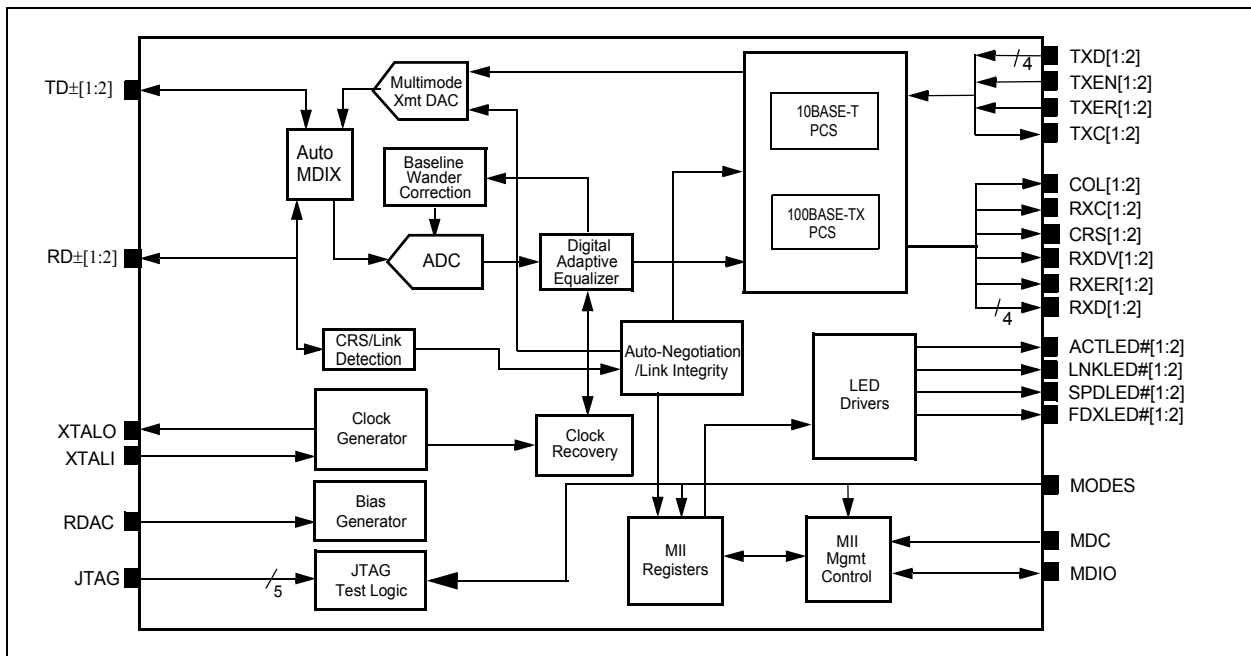 TD±[1:2]
RD±[1:2]
XTALO
XTALI
RDAC
JTAG
5
Multimode
Xmt DAC
Auto
MDIX
Baseline
Wander
Correction
ADC
Digital
Adaptive
Equalizer
CRS/Link
Detection
Auto-Negotiation
/Link Integrity
Clock
Generator
Clock
Recovery
Bias
Generator
JTAG
Test Logic
10BASE-T
PCS
100BASE-TX
PCS
LED
Drivers
MII
Registers
MII
Mgmt
Control
4
TXD[1:2]
TXEN[1:2]
TXER[1:2]
TXC[1:2]
COL[1:2]
RXC[1:2]
CRS[1:2]
RXDV[1:2]
RXER[1:2]
4
RXD[1:2]
ACTLED#[1:2]
LNKLED#[1:2]
SPDLED#[1:2]
FDXLED#[1:2]
MODES
MDC
MDIO